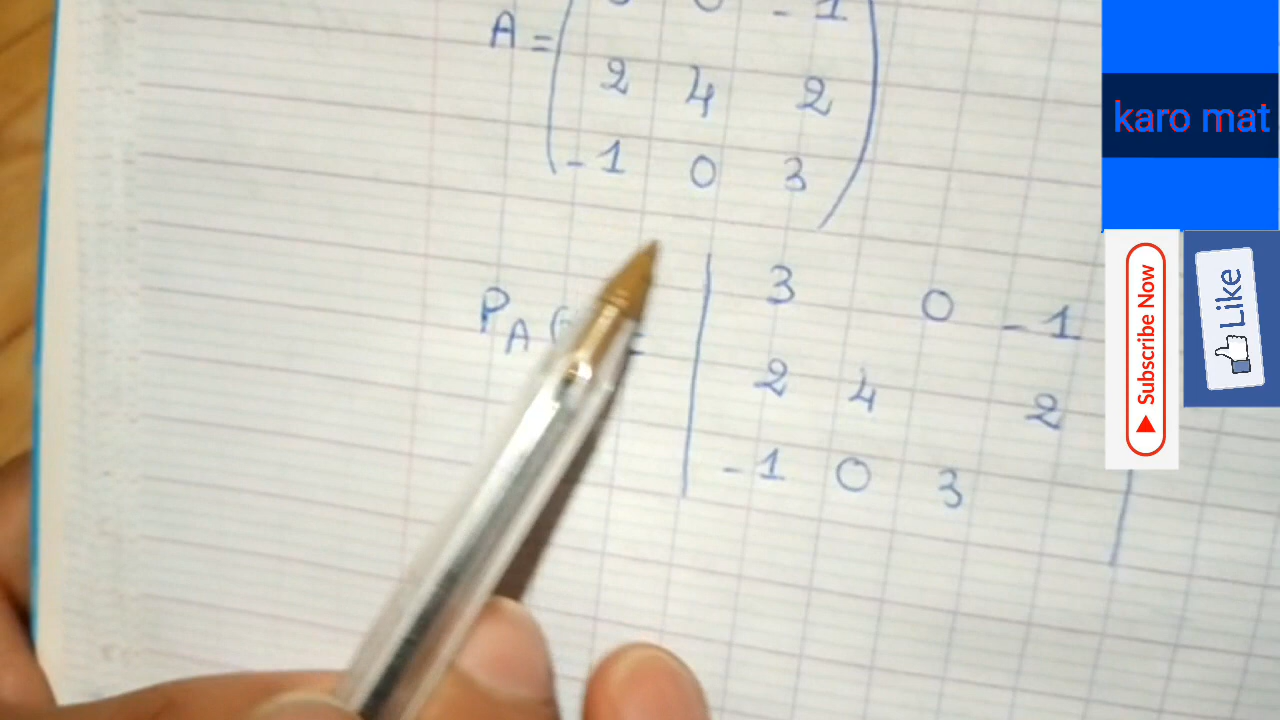 - 1
A =
2 4 2
- 1 0 3
P A ( =
3 0 - 1
2 4 2
- 1 0 3
karo mat
Subscribe Now
Like